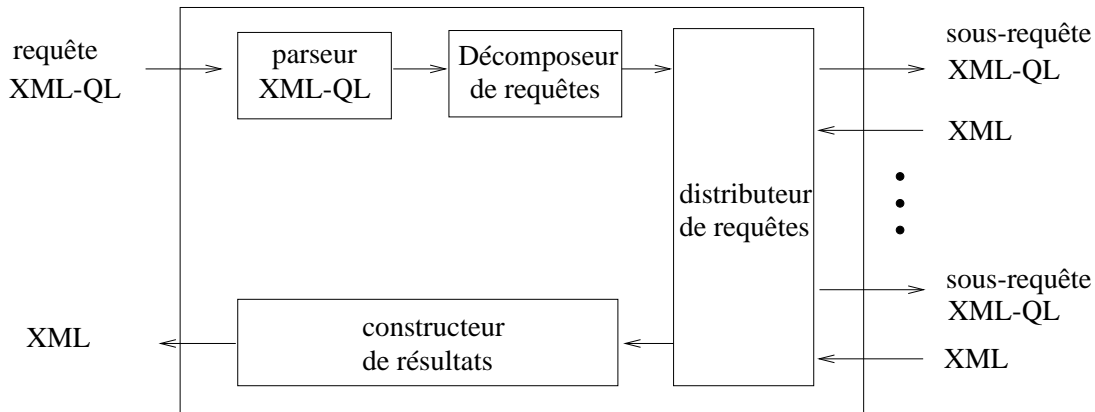 requête
XML-QL
parseur
XML-QL
Décomposeur
de requêtes
sous-requête
XML-QL
XML
distributeur
de requêtes
sous-requête
XML-QL
XML
constructeur
de résultats
XML